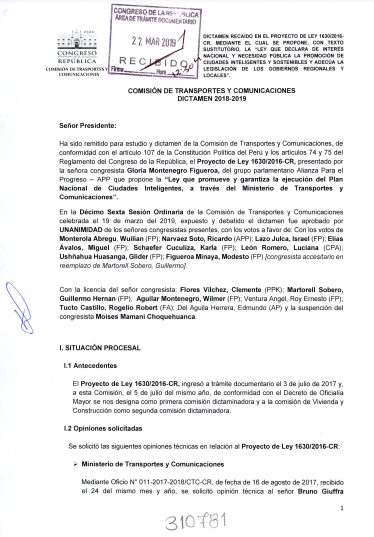 CONGRESO
REPÚBLICA
COMISIÓN DE TRANSPORTES Y
COMUNICACIONES
CONGRESO DE LA REPÚBLICA
ÁREA DE TRÁMITE DOCUMENTARIO
22 MAR 2019
RECIBIDO
Firma Hora
DICTAMEN RECAÍDO EN EL PROYECTO DE LEY 1630/2016-
CR, MEDIANTE EL CUAL SE PROPONE, CON TEXTO
SUSTITUTORIO, LA “LEY QUE DECLARA DE INTERÉS
NACIONAL Y NECESIDAD PÚBLICA LA PROMOCIÓN DE
CIUDADES INTELIGENTES Y SOSTENIBLES Y ADECÚA LA
LEGISLACIÓN DE LOS GOBIERNOS REGIONALES Y
LOCALES”.
COMISIÓN DE TRANSPORTES Y COMUNICACIONES
DICTAMEN 2018-2019
Señor Presidente:
Ha sido remitido para estudio y dictamen de la Comisión de Transportes y Comunicaciones, de
conformidad con el artículo 107 de la Constitución Política del Perú y los artículos 74 y 75 del
Reglamento del Congreso de la República, el Proyecto de Ley 1630/2016-CR, presentado por
la señora congresista Gloria Montenegro Figueroa, del grupo parlamentario Alianza Para el
Progreso – APP que propone la “Ley que promueve y garantiza la ejecución del Plan
Nacional de Ciudades Inteligentes, a través del Ministerio de Transportes y
Comunicaciones”.
En la Décimo Sexta Sesión Ordinaria de la Comisión de Transportes y Comunicaciones
celebrada el 19 de marzo del 2019, expuesto y debatido el dictamen fue aprobado por
UNANIMIDAD de los señores congresistas presentes, con los votos a favor de: Con los votos de
Monterola Abregu, Wuilian (FP); Narvaez Soto, Ricardo (APP); Lazo Julca, Israel (FP); Elías
Ávalos, Miguel (FP); Schaefer Cuculiza, Karla (FP); León Romero, Luciana (CPA);
Ushñahua Huasanga, Glider (FP); Figueroa Minaya, Modesto (FP) [congresista accesitario en
reemplazo de Martorell Sobero, Guillermo].
Con la licencia del señor congresista: Flores Vílchez, Clemente (PPK); Martorell Sobero,
Guillermo Hernan (FP); Aguilar Montenegro, Wilmer (FP); Ventura Angel, Roy Ernesto (FP);
Tucto Castillo, Rogelio Robert (FA); Del Aguila Herrera, Edmundo (AP) y la suspención del
congresista Moises Mamani Choquehuanca.
I. SITUACIÓN PROCESAL
I.1 Antecedentes
El Proyecto de Ley 1630/2016-CR, ingresó a trámite documentario el 3 de julio de 2017 y,
a esta Comisión, el 5 de julio del mismo año, de conformidad con el Decreto de Oficialía
Mayor se nos designa como primera comisión dictaminadora y a la comisión de Vivienda y
Construcción como segunda comisión dictaminadora.
I.2 Opiniones solicitadas
Se solicitó las siguientes opiniones técnicas en relación al Proyecto de Ley 1630/2016-CR:
➢ Ministerio de Transportes y Comunicaciones
Mediante Oficio N° 011-2017-2018/CTC-CR, de fecha de 16 de agosto de 2017, recibido
el 24 del mismo mes y año, se solicitó opinión técnica al señor Bruno Giuffra
1
310781